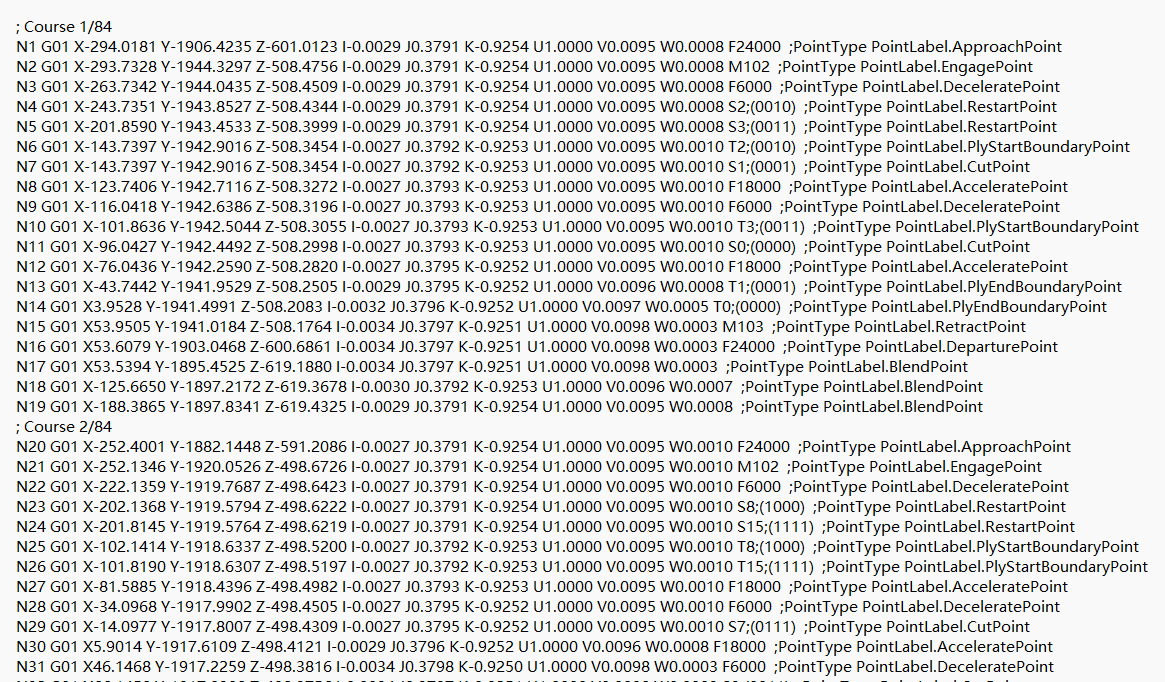 ; Course 1/84
N1 G01 X-294.0181 Y-1906.4235 Z-601.0123 I-0.0029 J0.3791 K-0.9254 U1.0000 V0.0095 W0.0008 F24000 ;PointType PointLabel.ApproachPoint
N2 G01 X-293.7328 Y-1944.3297 Z-508.4756 I-0.0029 J0.3791 K-0.9254 U1.0000 V0.0095 W0.0008 M102 ;PointType PointLabel.EngagePoint
N3 G01 X-263.7342 Y-1944.0435 Z-508.4509 I-0.0029 J0.3791 K-0.9254 U1.0000 V0.0095 W0.0008 F6000 ;PointType PointLabel.DeceleratePoint
N4 G01 X-243.7351 Y-1943.8527 Z-508.4344 I-0.0029 J0.3791 K-0.9254 U1.0000 V0.0095 W0.0008 S2;(0010) ;PointType PointLabel.RestartPoint
N5 G01 X-201.8590 Y-1943.4533 Z-508.3999 I-0.0029 J0.3791 K-0.9254 U1.0000 V0.0095 W0.0008 S3;(0011) ;PointType PointLabel.RestartPoint
N6 G01 X-143.7397 Y-1942.9016 Z-508.3454 I-0.0027 J0.3792 K-0.9253 U1.0000 V0.0095 W0.0010 T2;(0010) ;PointType PointLabel.PlyStartBoundaryPoint
N7 G01 X-143.7397 Y-1942.9016 Z-508.3454 I-0.0027 J0.3792 K-0.9253 U1.0000 V0.0095 W0.0010 S1;(0001) ;PointType PointLabel.CutPoint
N8 G01 X-123.7406 Y-1942.7116 Z-508.3272 I-0.0027 J0.3793 K-0.9253 U1.0000 V0.0095 W0.0010 F18000 ;PointType PointLabel.AcceleratePoint
N9 G01 X-116.0418 Y-1942.6386 Z-508.3196 I-0.0027 J0.3793 K-0.9253 U1.0000 V0.0095 W0.0010 F6000 ;PointType PointLabel.DeceleratePoint
N10 G01 X-101.8636 Y-1942.5044 Z-508.3055 I-0.0027 J0.3793 K-0.9253 U1.0000 V0.0095 W0.0010 T3;(0011) ;PointType PointLabel.PlyStartBoundaryPoint
N11 G01 X-96.0427 Y-1942.4492 Z-508.2998 I-0.0027 J0.3793 K-0.9253 U1.0000 V0.0095 W0.0010 S0;(0000) ;PointType PointLabel.CutPoint
N12 G01 X-76.0436 Y-1942.2590 Z-508.2820 I-0.0027 J0.3795 K-0.9252 U1.0000 V0.0095 W0.0010 F18000 ;PointType PointLabel.AcceleratePoint
N13 G01 X-43.7442 Y-1941.9529 Z-508.2505 I-0.0029 J0.3795 K-0.9252 U1.0000 V0.0096 W0.0008 T1;(0001) ;PointType PointLabel.PlyEndBoundaryPoint
N14 G01 X3.9528 Y-1941.4991 Z-508.2083 I-0.0032 J0.3796 K-0.9252 U1.0000 V0.0097 W0.0005 T0;(0000) ;PointType PointLabel.PlyEndBoundaryPoint
N15 G01 X53.9505 Y-1941.0184 Z-508.1764 I-0.0034 J0.3797 K-0.9251 U1.0000 V0.0098 W0.0003 M103 ;PointType PointLabel.RetractPoint
N16 G01 X53.6079 Y-1903.0468 Z-600.6861 I-0.0034 J0.3797 K-0.9251 U1.0000 V0.0098 W0.0003 F24000 ;PointType PointLabel.DeparturePoint
N17 G01 X53.5394 Y-1895.4525 Z-619.1880 I-0.0034 J0.3797 K-0.9251 U1.0000 V0.0098 W0.0003 ;PointType PointLabel.BlendPoint
N18 G01 X-125.6650 Y-1897.2172 Z-619.3678 I-0.0030 J0.3792 K-0.9253 U1.0000 V0.0096 W0.0007 ;PointType PointLabel.BlendPoint
N19 G01 X-188.3865 Y-1897.8341 Z-619.4325 I-0.0029 J0.3791 K-0.9254 U1.0000 V0.0095 W0.0008 ;PointType PointLabel.BlendPoint
; Course 2/84
N20 G01 X-252.4001 Y-1882.1448 Z-591.2086 I-0.0027 J0.3791 K-0.9254 U1.0000 V0.0095 W0.0010 F24000 ;PointType PointLabel.ApproachPoint
N21 G01 X-252.1346 Y-1920.0526 Z-498.6726 I-0.0027 J0.3791 K-0.9254 U1.0000 V0.0095 W0.0010 M102 ;PointType PointLabel.EngagePoint
N22 G01 X-222.1359 Y-1919.7687 Z-498.6423 I-0.0027 J0.3791 K-0.9254 U1.0000 V0.0095 W0.0010 F6000 ;PointType PointLabel.DeceleratePoint
N23 G01 X-202.1368 Y-1919.5794 Z-498.6222 I-0.0027 J0.3791 K-0.9254 U1.0000 V0.0095 W0.0010 S8;(1000) ;PointType PointLabel.RestartPoint
N24 G01 X-201.8145 Y-1919.5764 Z-498.6219 I-0.0027 J0.3791 K-0.9254 U1.0000 V0.0095 W0.0010 S15;(1111) ;PointType PointLabel.RestartPoint
N25 G01 X-102.1414 Y-1918.6337 Z-498.5200 I-0.0027 J0.3792 K-0.9253 U1.0000 V0.0095 W0.0010 T8;(1000) ;PointType PointLabel.PlyStartBoundaryPoint
N26 G01 X-101.8190 Y-1918.6307 Z-498.5197 I-0.0027 J0.3792 K-0.9253 U1.0000 V0.0095 W0.0010 T15;(1111) ;PointType PointLabel.PlyStartBoundaryPoint
N27 G01 X-81.5885 Y-1918.4396 Z-498.4982 I-0.0027 J0.3793 K-0.9253 U1.0000 V0.0095 W0.0010 F18000 ;PointType PointLabel.AcceleratePoint
N28 G01 X-34.0968 Y-1917.9902 Z-498.4505 I-0.0027 J0.3795 K-0.9252 U1.0000 V0.0095 W0.0010 F6000 ;PointType PointLabel.DeceleratePoint
N29 G01 X-14.0977 Y-1917.8007 Z-498.4309 I-0.0027 J0.3795 K-0.9252 U1.0000 V0.0095 W0.0010 S7;(0111) ;PointType PointLabel.CutPoint
N30 G01 X5.9014 Y-1917.6109 Z-498.4121 I-0.0029 J0.3796 K-0.9252 U1.0000 V0.0096 W0.0008 F18000 ;PointType PointLabel.AcceleratePoint
N31 G01 X46.1468 Y-1917.2259 Z-498.3816 I-0.0034 J0.3798 K-0.9250 U1.0000 V0.0098 W0.0003 F6000 ;PointType PointLabel.DeceleratePoint